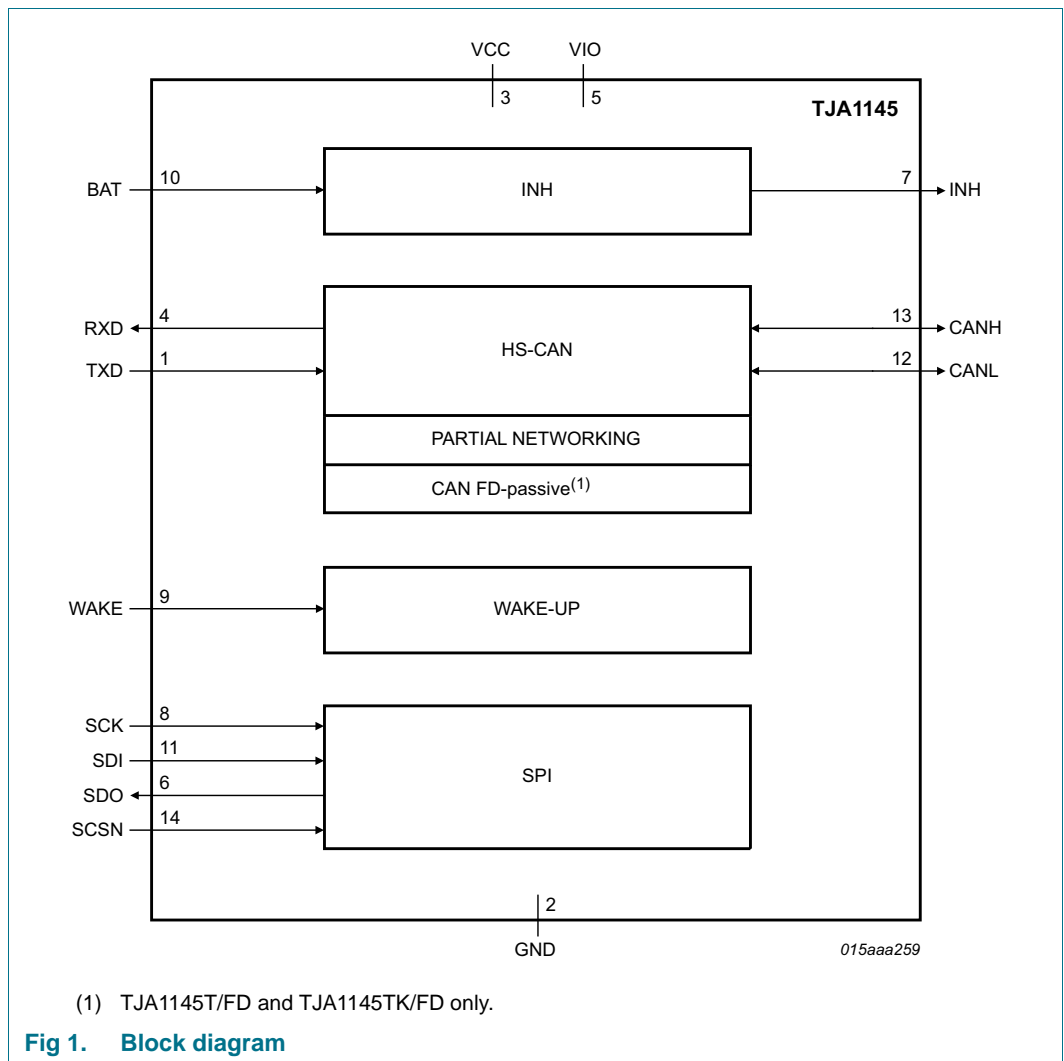 VCC VIO
3 5
TJA1145
BAT 10 INH 7 INH
RXD 4 13 CANH
HS-CAN
TXD 1 12 CANL
PARTIAL NETWORKING
CAN FD-passive(1)
WAKE 9 WAKE-UP
SCK 8
SDI 11
SPI
SDO 6
SCSN 14
2
GND
015aaa259
(1) TJA1145T/FD and TJA1145TK/FD only.
Fig 1. Block diagram